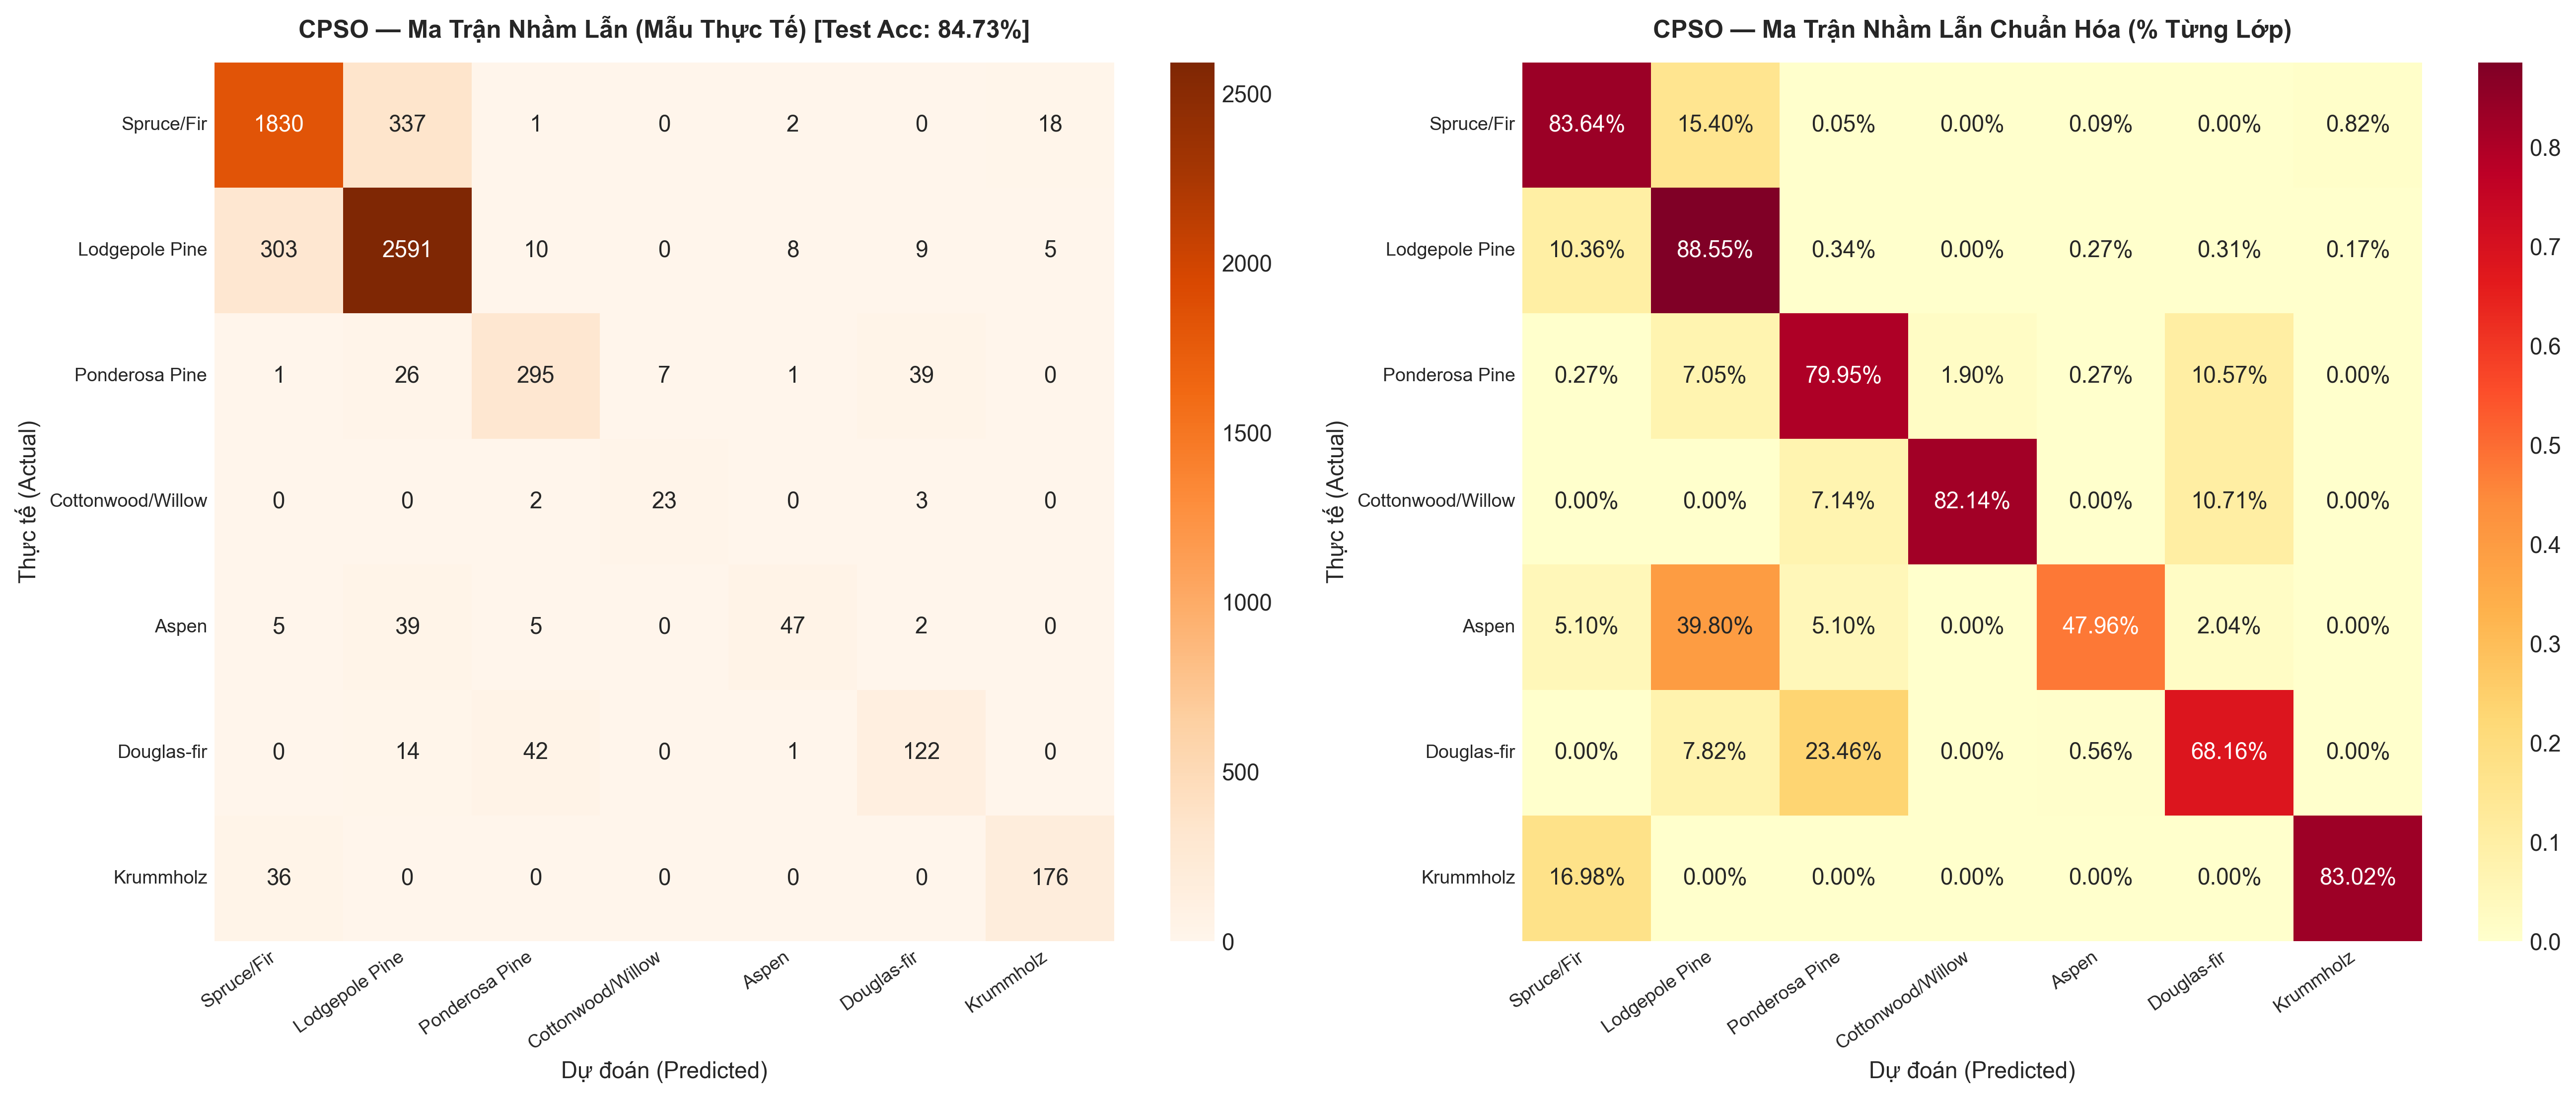 CPSO — Ma Trận Nhầm Lẫn (Mẫu Thực Tế) [Test Acc: 84.73%]
Thực tế (Actual)
Spruce/Fir 1830 337 1 0 2 0 18
Lodgepole Pine 303 2591 10 0 8 9 5
Ponderosa Pine 1 26 295 7 1 39 0
Cottonwood/Willow 0 0 2 23 0 3 0
Aspen 5 39 5 0 47 2 0
Douglas-fir 0 14 42 0 1 122 0
Krummholz 36 0 0 0 0 0 176
Spruce/Fir Lodgepole Pine Ponderosa Pine Cottonwood/Willow Aspen Douglas-fir Krummholz
Dự đoán (Predicted)
2500
2000
1500
1000
500
0
CPSO — Ma Trận Nhầm Lẫn Chuẩn Hóa (% Từng Lớp)
Thực tế (Actual)
Spruce/Fir 83.64% 15.40% 0.05% 0.00% 0.09% 0.00% 0.82%
Lodgepole Pine 10.36% 88.55% 0.34% 0.00% 0.27% 0.31% 0.17%
Ponderosa Pine 0.27% 7.05% 79.95% 1.90% 0.27% 10.57% 0.00%
Cottonwood/Willow 0.00% 0.00% 7.14% 82.14% 0.00% 10.71% 0.00%
Aspen 5.10% 39.80% 5.10% 0.00% 47.96% 2.04% 0.00%
Douglas-fir 0.00% 7.82% 23.46% 0.00% 0.56% 68.16% 0.00%
Krummholz 16.98% 0.00% 0.00% 0.00% 0.00% 0.00% 83.02%
Spruce/Fir Lodgepole Pine Ponderosa Pine Cottonwood/Willow Aspen Douglas-fir Krummholz
Dự đoán (Predicted)
0.8
0.7
0.6
0.5
0.4
0.3
0.2
0.1
0.0